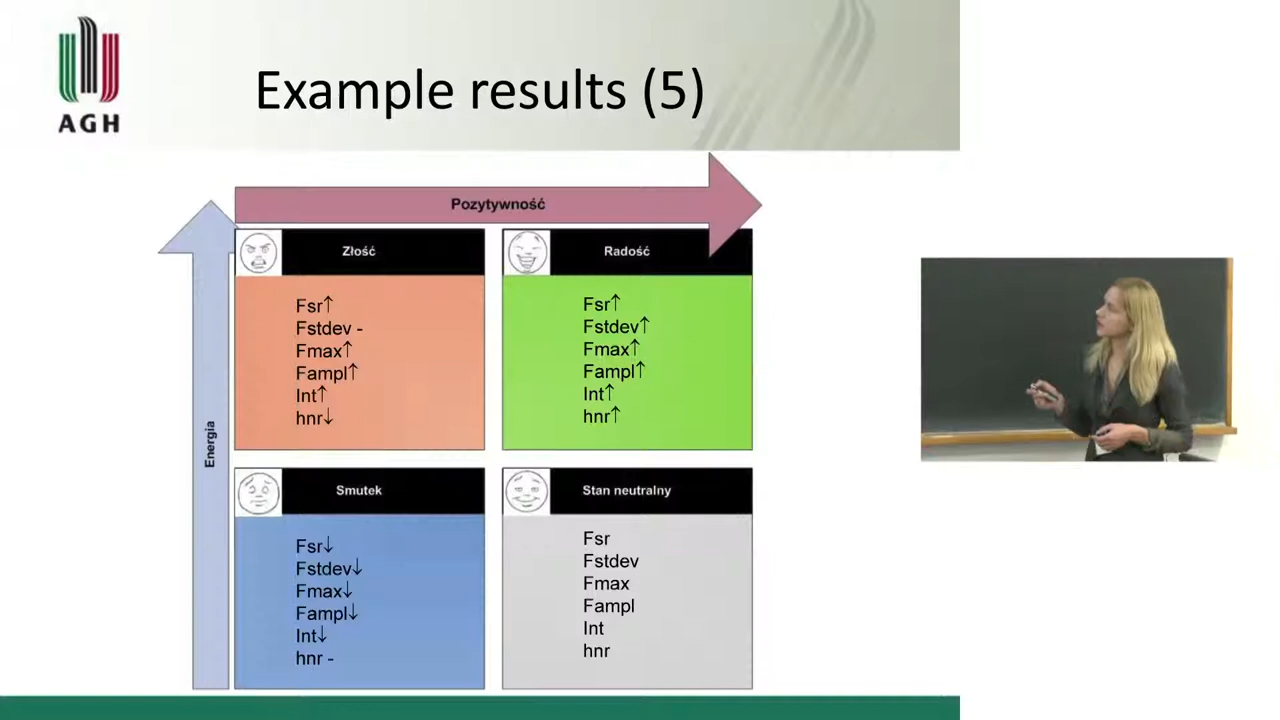 AGH
Example results (5)
Pozytywność
Energia
Złość
Fsr↑
Fstdev -
Fmax↑
Fampl↑
Int↑
hnr↓
Radość
Fsr↑
Fstdev↑
Fmax↑
Fampl↑
Int↑
hnr↑
Smutek
Fsr↓
Fstdev↓
Fmax↓
Fampl↓
Int↓
hnr -
Stan neutralny
Fsr
Fstdev
Fmax
Fampl
Int
hnr